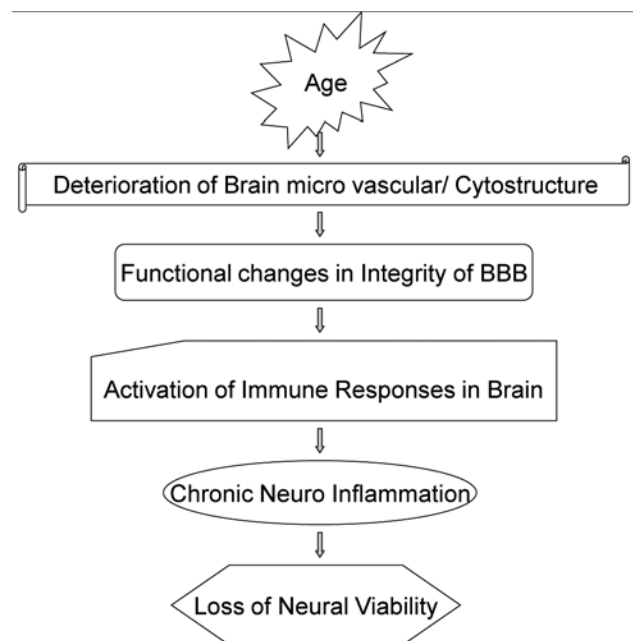 Age
Deterioration of Brain micro vascular/ Cytostructure
Functional changes in Integrity of BBB
Activation of Immune Responses in Brain
Chronic Neuro Inflammation
Loss of Neural Viability